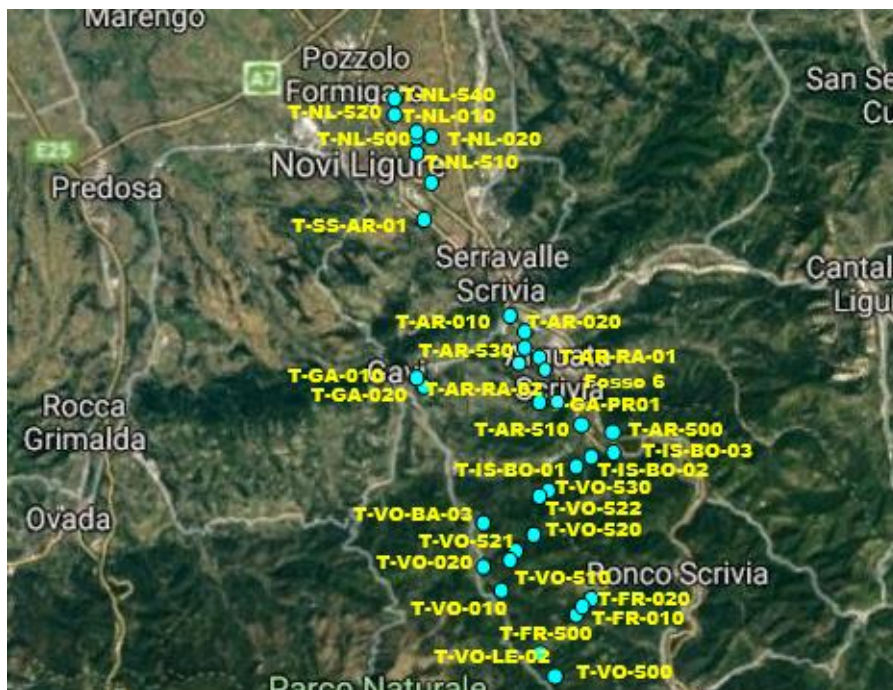 Marengo
Pozzolo
Formigaro
A7
San Se
Cu
T-NL-540
T-NL-520
T-NL-010
E25
T-NL-500
T-NL-020
Novi Ligure
T-NL-510
Predosa
T-SS-AR-01
Serravalle
Scrivia
Cantal
Ligu
T-AR-010
T-AR-020
T-AR-530
T-AR-RA-01
Gavi
T-GA-010
Fosso 6
T-GA-020
T-AR-RA-02
Scrivia
-GA-PR01
Rocca
Grimalda
T-AR-510
T-AR-500
T-IS-BO-03
T-IS-BO-01
T-IS-BO-02
T-VO-530
T-VO-522
Ovada
T-VO-BA-03
T-VO-520
T-VO-521
T-VO-020
T-VO-510
Ronco Scrivia
T-VO-010
T-FR-020
T-FR-010
T-FR-500
T-VO-LE-02
T-VO-500
Parco Naturale